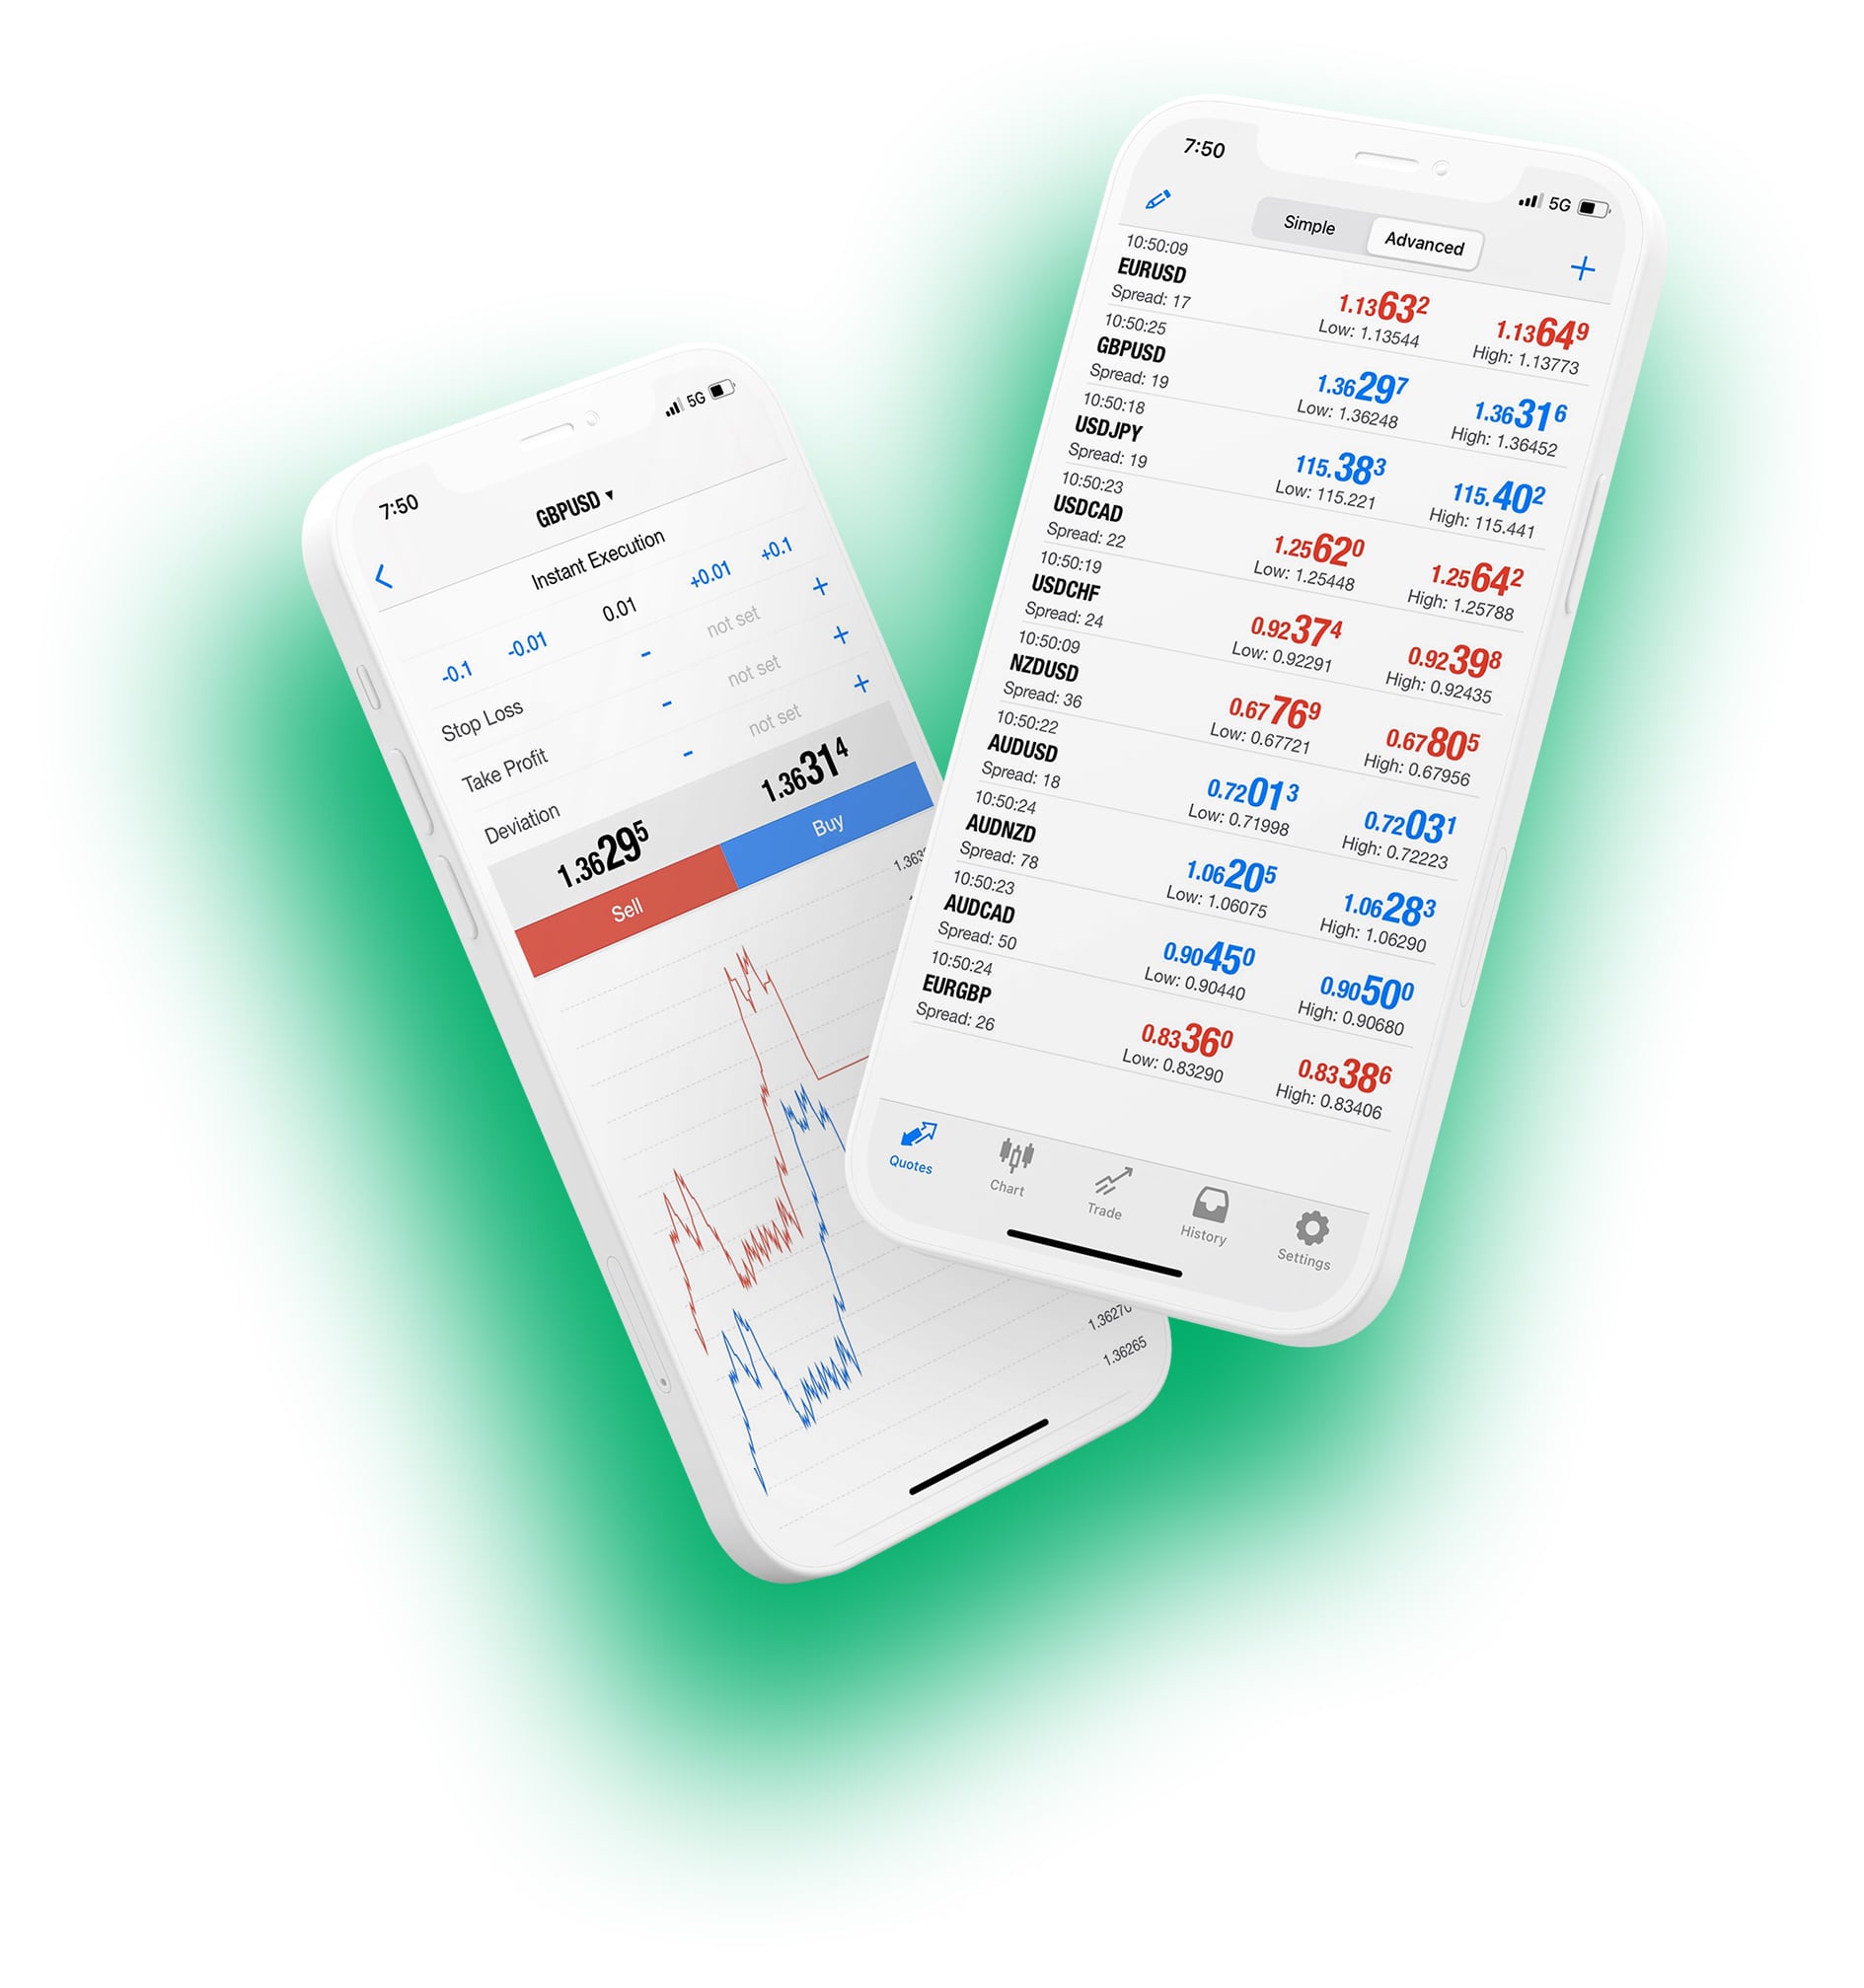 7:50
5G
GBPUSD ▾
Instant Execution
-0.1 -0.01 0.01 +0.01 +0.1
Stop Loss - not set +
Take Profit - not set +
Deviation - not set +
1.36295 1.36314
Sell Buy
1.36270
1.36265
7:50
5G
Simple Advanced
+
10:50:09
EURUSD 1.13632 1.13649
Spread: 17 Low: 1.13544 High: 1.13773
10:50:25
GBPUSD 1.36297 1.36316
Spread: 19 Low: 1.36248 High: 1.36452
10:50:18
USDJPY 115.383 115.402
Spread: 19 Low: 115.221 High: 115.441
10:50:23
USDCAD 1.25620 1.25642
Spread: 22 Low: 1.25448 High: 1.25788
10:50:19
USDCHF 0.92374 0.92398
Spread: 24 Low: 0.92291 High: 0.92435
10:50:09
NZDUSD 0.67769 0.67805
Spread: 36 Low: 0.67721 High: 0.67956
10:50:22
AUDUSD 0.72013 0.72031
Spread: 18 Low: 0.71998 High: 0.72223
10:50:24
AUDNZD 1.06205 1.06283
Spread: 78 Low: 1.06075 High: 1.06290
10:50:23
AUDCAD 0.90450 0.90500
Spread: 50 Low: 0.90440 High: 0.90680
10:50:24
EURGBP 0.83360 0.83386
Spread: 26 Low: 0.83290 High: 0.83406
Quotes Chart Trade History Settings